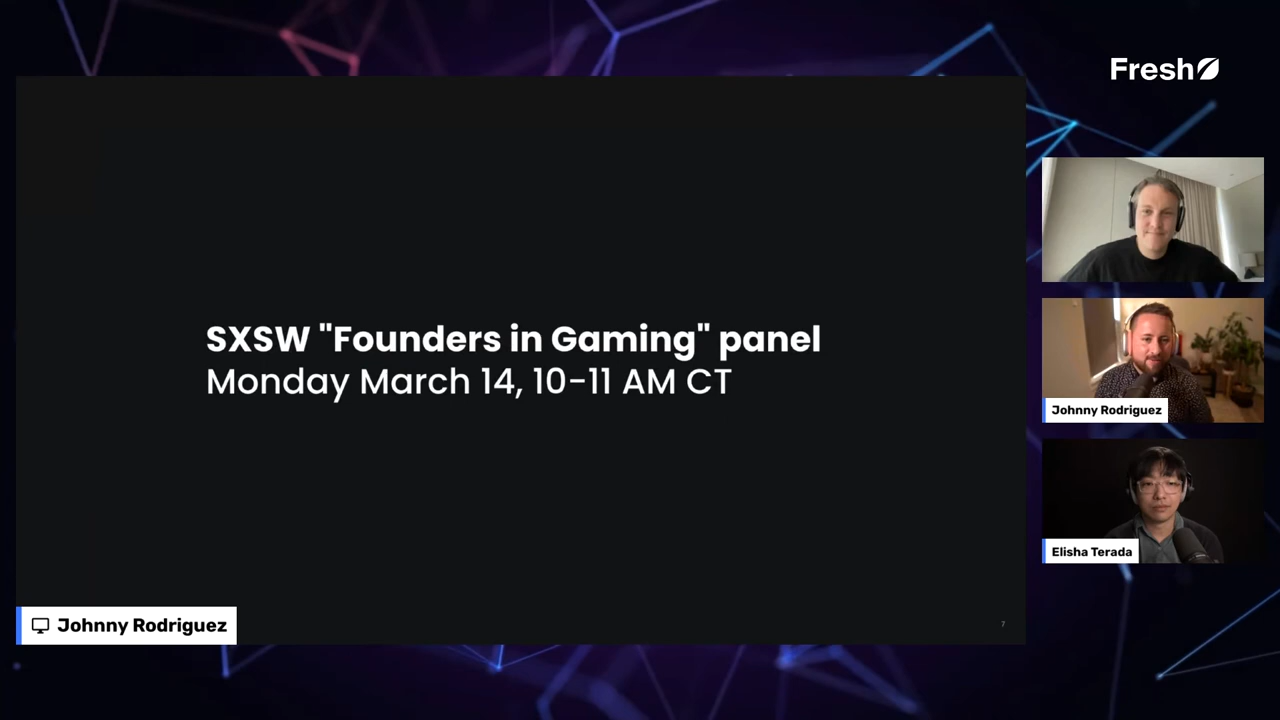 Fresh
SXSW "Founders in Gaming" panel
Monday March 14, 10-11 AM CT
Johnny Rodriguez
Elisha Terada
Johnny Rodriguez
7